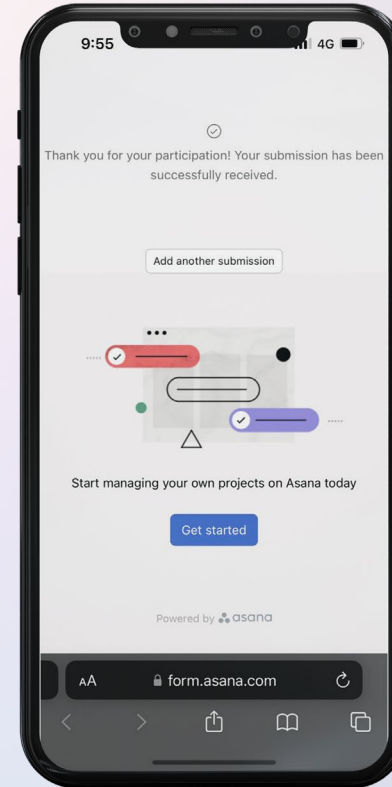 9:55
4G
Thank you for your participation! Your submission has been
successfully received.
Add another submission
Start managing your own projects on Asana today
Get started
Powered by asana
AA
form.asana.com